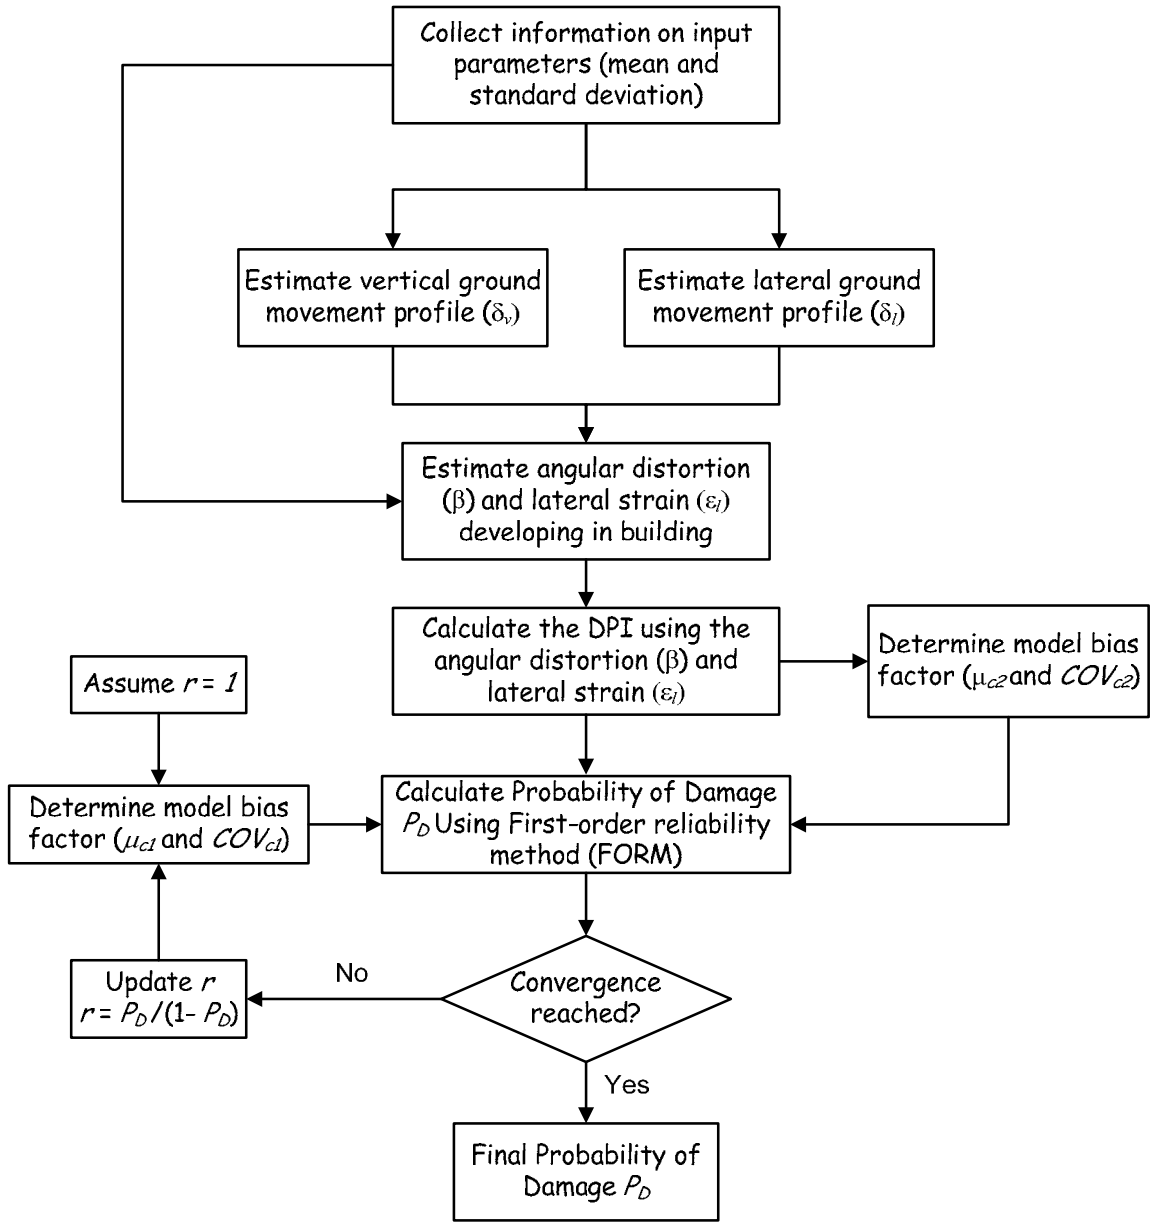 Collect information on input
parameters (mean and
standard deviation)
Estimate vertical ground
movement profile (δv)
Estimate lateral ground
movement profile (δl)
Estimate angular distortion
(β) and lateral strain (εl)
developing in building
Calculate the DPI using the
angular distortion (β) and
lateral strain (εl)
Determine model bias
factor (μc2 and COVc2)
Assume r = 1
Determine model bias
factor (μc1 and COVc1)
Calculate Probability of Damage
PD Using First-order reliability
method (FORM)
Convergence
reached?
No
Update r
r = PD/(1- PD)
Yes
Final Probability of
Damage PD